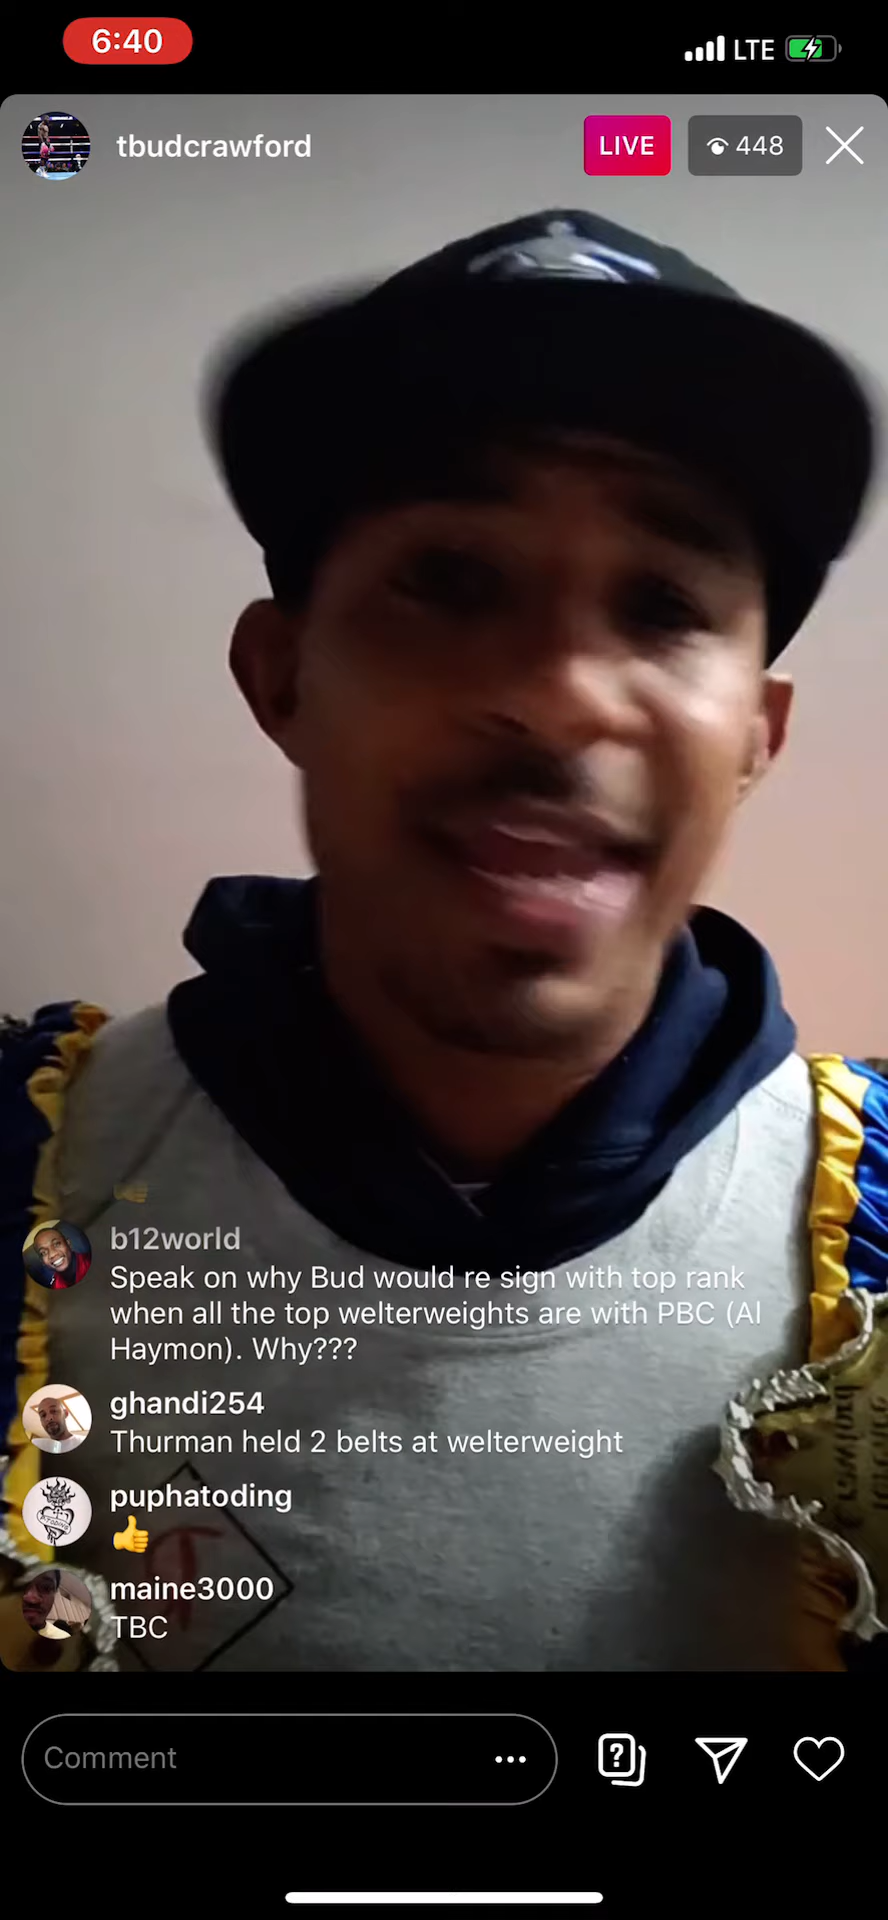 6:40
LTE
tbudcrawford
LIVE
448
b12world
Speak on why Bud would re sign with top rank
when all the top welterweights are with PBC (Al
Haymon). Why???
ghandi254
Thurman held 2 belts at welterweight
puphatoding
👍
maine3000
TBC
Comment